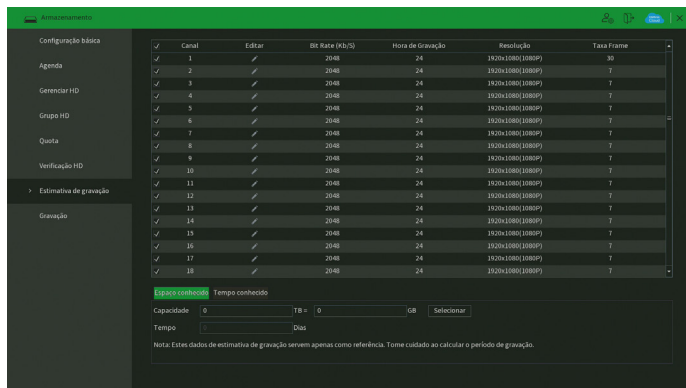 Armazenamento
Configuração básica
Agenda
Gerenciar HD
Grupo HD
Quota
Verificação HD
> Estimativa de gravação
Gravação
Canal Editar Bit Rate (Kb/S) Hora de Gravação Resolução Taxa Frame
1 2048 24 1920x1080(1080P) 30
2 2048 24 1920x1080(1080P) 7
3 2048 24 1920x1080(1080P) 7
4 2048 24 1920x1080(1080P) 7
5 2048 24 1920x1080(1080P) 7
6 2048 24 1920x1080(1080P) 7
7 2048 24 1920x1080(1080P) 7
8 2048 24 1920x1080(1080P) 7
9 2048 24 1920x1080(1080P) 7
10 2048 24 1920x1080(1080P) 7
11 2048 24 1920x1080(1080P) 7
12 2048 24 1920x1080(1080P) 7
13 2048 24 1920x1080(1080P) 7
14 2048 24 1920x1080(1080P) 7
15 2048 24 1920x1080(1080P) 7
16 2048 24 1920x1080(1080P) 7
17 2048 24 1920x1080(1080P) 7
18 2048 24 1920x1080(1080P) 7
Espaço conhecido Tempo conhecido
Capacidade 0 TB = 0 GB Selecionar
Tempo 0 Dias
Nota: Estes dados de estimativa de gravação servem apenas como referência. Tome cuidado ao calcular o período de gravação.